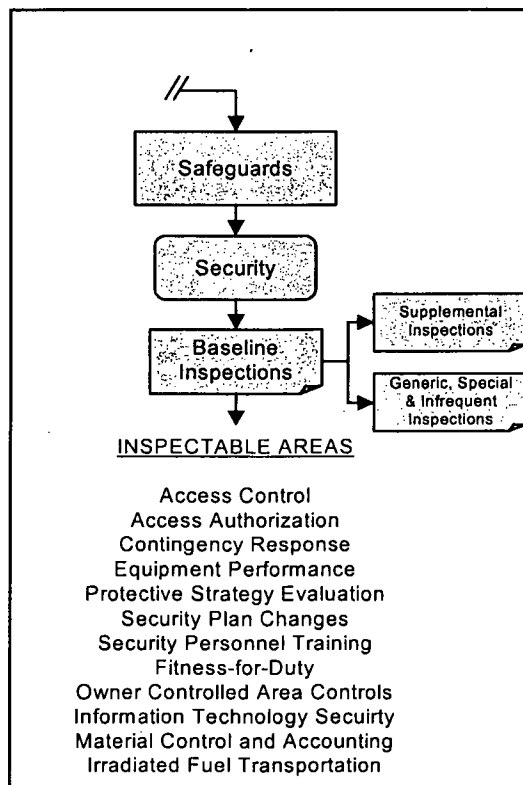 Safeguards
Security
Baseline
Inspections
Supplemental
Inspections
Generic, Special
& Infrequent
Inspections
INSPECTABLE AREAS
Access Control
Access Authorization
Contingency Response
Equipment Performance
Protective Strategy Evaluation
Security Plan Changes
Security Personnel Training
Fitness-for-Duty
Owner Controlled Area Controls
Information Technology Secuirty
Material Control and Accounting
Irradiated Fuel Transportation